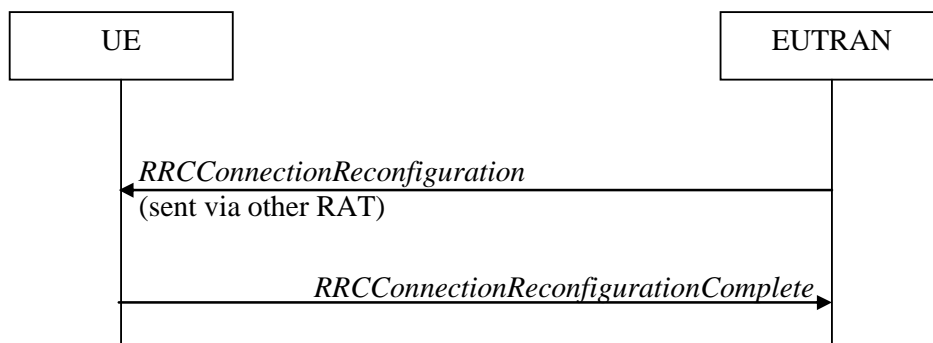 UE
EUTRAN
RRCConnectionReconfiguration
(sent via other RAT)
RRCConnectionReconfigurationComplete